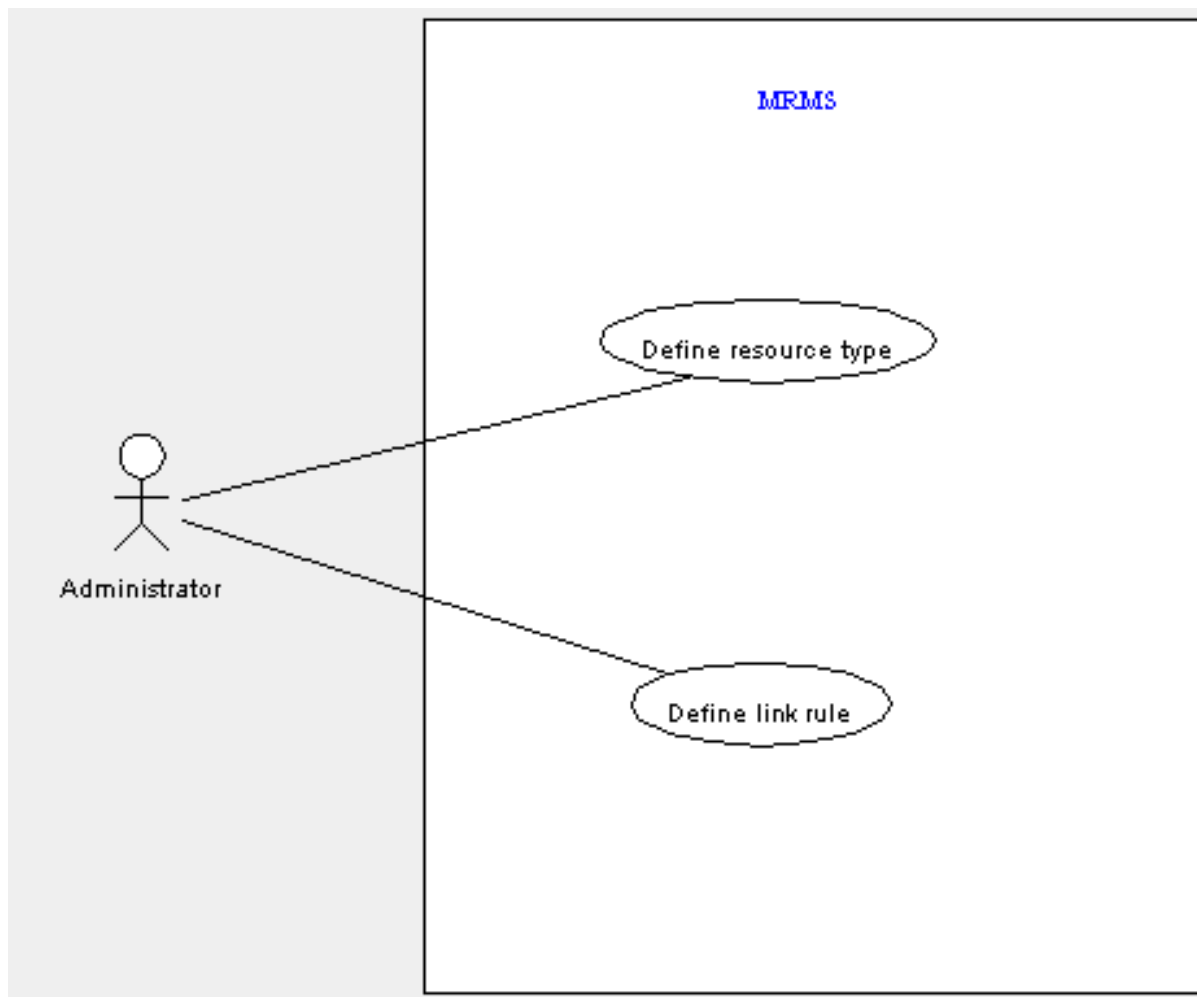 MRMS
Define resource type
Administrator
Define link rule